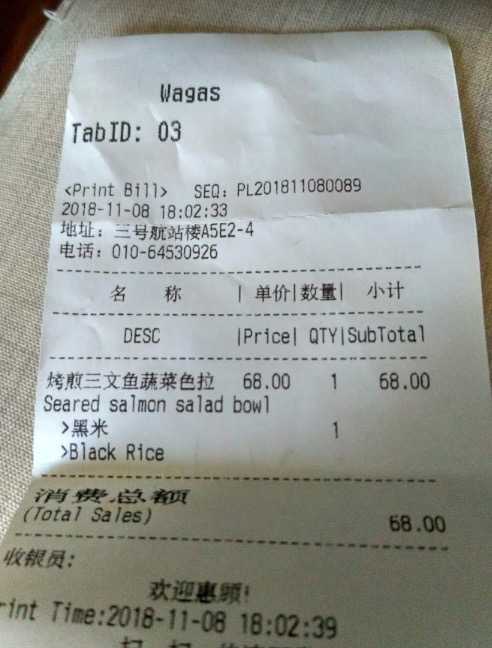 Wagas
TabID: 03
<Print Bill> SEQ: PL201811080089
2018-11-08 18:02:33
地址: 三号航站楼A5E2-4
电话: 010-64530926
名 称 | 单价|数量| 小计
DESC |Price| QTY|SubTotal
烤煎三文鱼蔬菜色拉 68.00 1 68.00
Seared salmon salad bowl
>黑米 1
>Black Rice
消费总额
(Total Sales) 68.00
收银员:
欢迎惠顾!
rint Time:2018-11-08 18:02:39